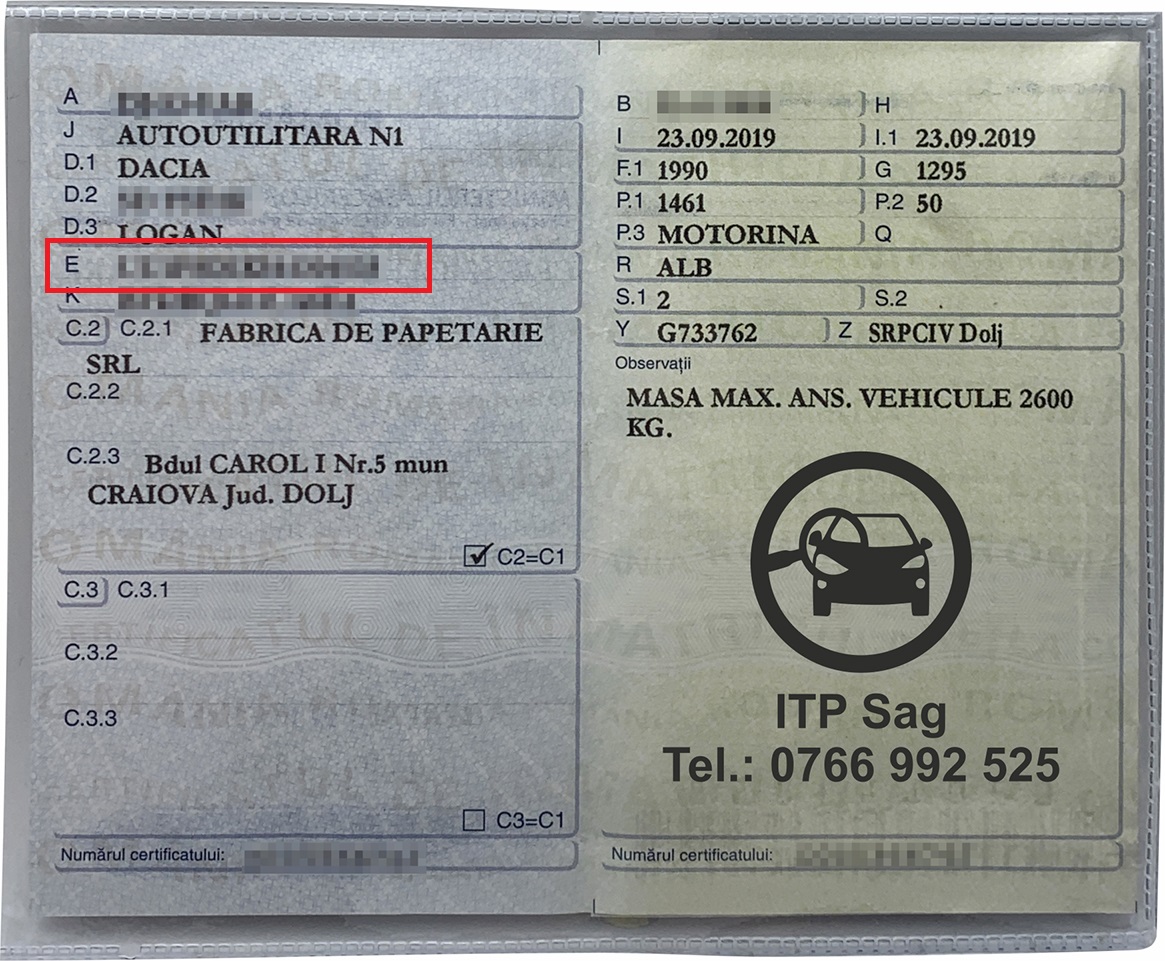 A
J AUTOUTILITARA N1
D.1 DACIA
D.2
D.3 LOGAN
E
K
C.2 C.2.1 FABRICA DE PAPETARIE
SRL
C.2.2
C.2.3 Bdul CAROL I Nr.5 mun
CRAIOVA Jud. DOLJ
C2=C1
C.3 C.3.1
C.3.2
C.3.3
C3=C1
Numărul certificatului:
B H
I 23.09.2019 I.1 23.09.2019
F.1 1990 G 1295
P.1 1461 P.2 50
P.3 MOTORINA Q
R ALB
S.1 2 S.2
Y G733762 Z SRPCIV Dolj
Observații
MASA MAX. ANS. VEHICULE 2600
KG.
ITP Sag
Tel.: 0766 992 525
Numărul certificatului: